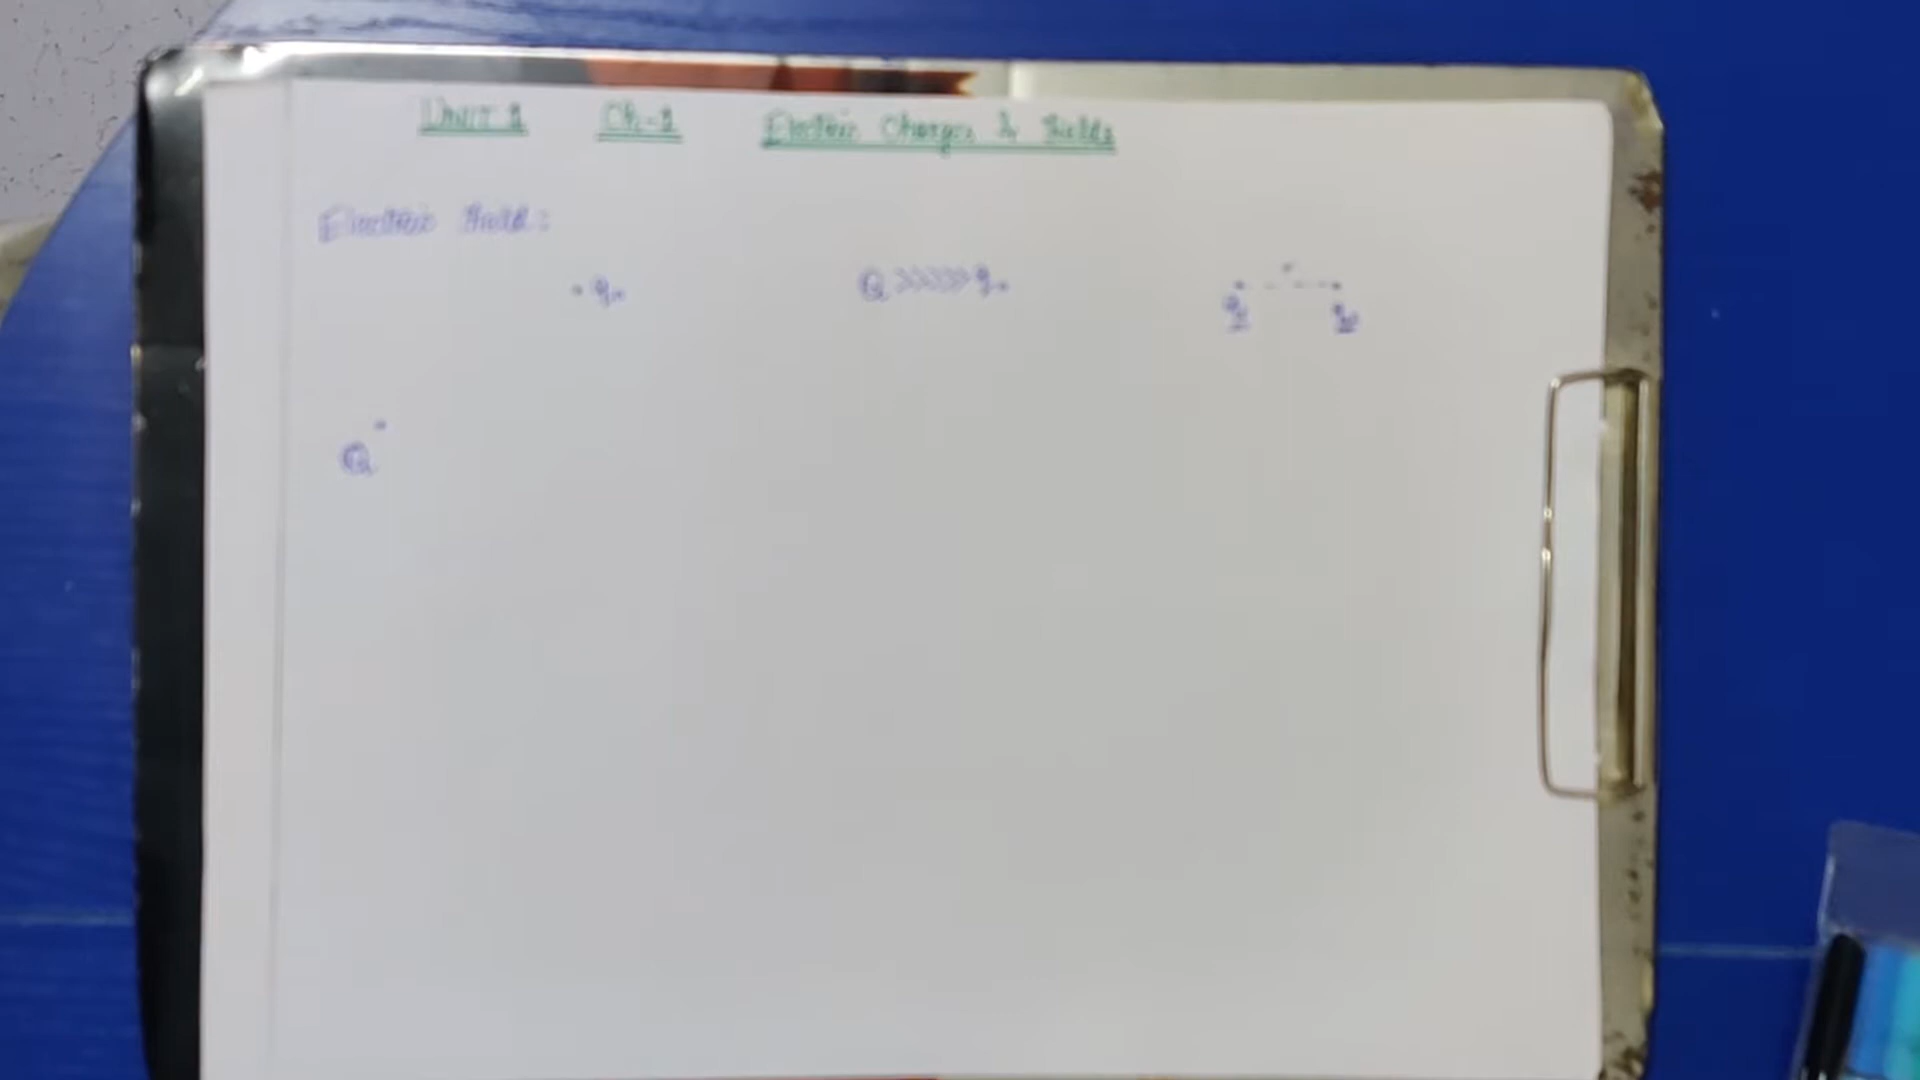 UNIT 1 Ch-1 Electric Charges & Fields
Electric Field:
• q₀ Q >>>>>> q₀
Q